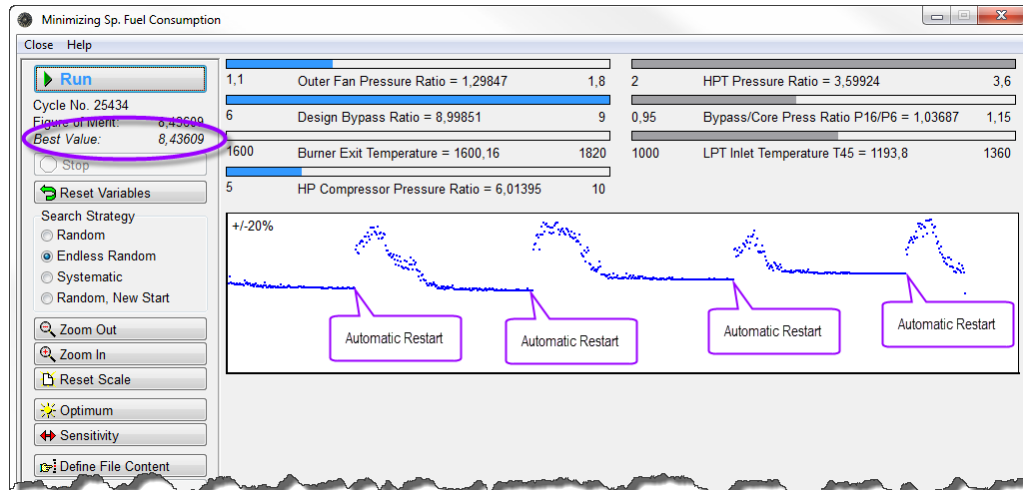 Minimizing Sp. Fuel Consumption
Close Help
Run
Cycle No. 25434
Figure of Merit: 8,43609
Best Value: 8,43609
Stop
Reset Variables
Search Strategy
Random
Endless Random
Systematic
Random, New Start
Zoom Out
Zoom In
Reset Scale
Optimum
Sensitivity
Define File Content
1,1 Outer Fan Pressure Ratio = 1,29847 1,8
6 Design Bypass Ratio = 8,99851 9
1600 Burner Exit Temperature = 1600,16 1820
5 HP Compressor Pressure Ratio = 6,01395 10
2 HPT Pressure Ratio = 3,59924 3,6
0,95 Bypass/Core Press Ratio P16/P6 = 1,03687 1,15
1000 LPT Inlet Temperature T45 = 1193,8 1360
+/-20%
Automatic Restart
Automatic Restart
Automatic Restart
Automatic Restart